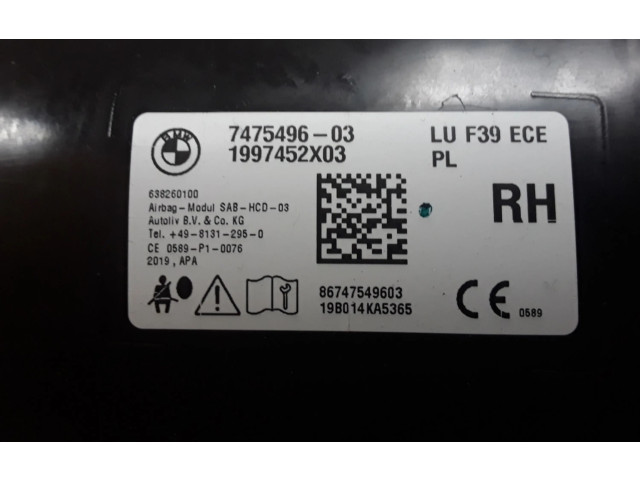 BMW
7475496-03
1997452X03
LU F39 ECE
PL
RH
638260100
Airbag-Modul SAB-HCD-03
Autoliv B.V. & Co. KG
Tel. +49-8131-295-0
CE 0589-P1-0076
2019, APA
86747549603
19B014KA5365
CE 0589